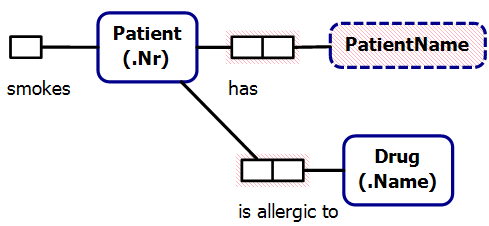 Patient
(.Nr)
PatientName
smokes
has
Drug
(.Name)
is allergic to